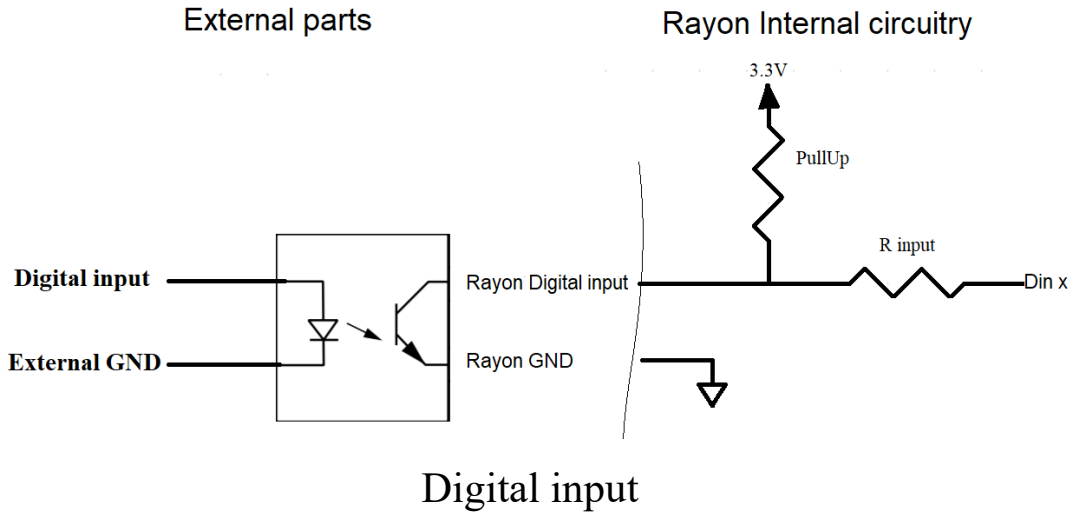 External parts
Rayon Internal circuitry
3.3V
PullUp
R input
Digital input
Rayon Digital input
Din x
External GND
Rayon GND
Digital input